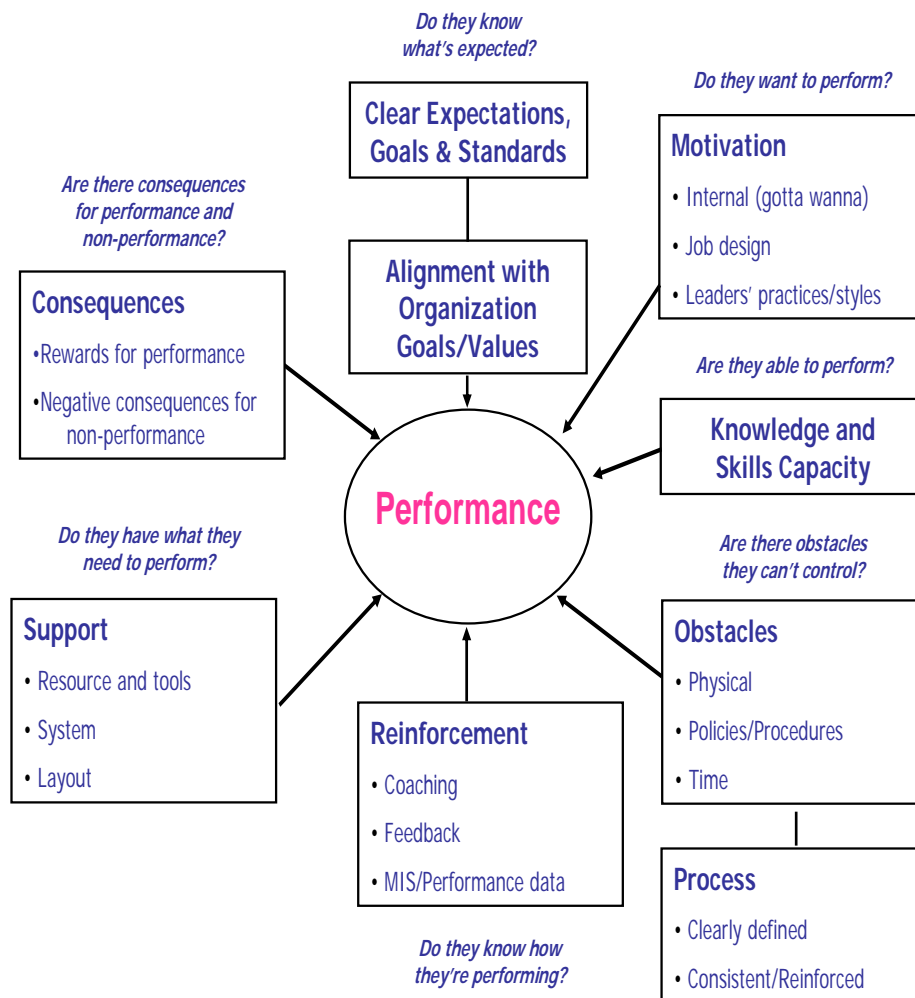 Do they know
what's expected?
Clear Expectations,
Goals & Standards
Alignment with
Organization
Goals/Values
Do they want to perform?
Motivation
• Internal (gotta wanna)
• Job design
• Leaders' practices/styles
Are there consequences
for performance and
non-performance?
Consequences
•Rewards for performance
•Negative consequences for
non-performance
Are they able to perform?
Knowledge and
Skills Capacity
Performance
Do they have what they
need to perform?
Support
• Resource and tools
• System
• Layout
Reinforcement
• Coaching
• Feedback
• MIS/Performance data
Do they know how
they're performing?
Are there obstacles
they can't control?
Obstacles
• Physical
• Policies/Procedures
• Time
Process
• Clearly defined
• Consistent/Reinforced